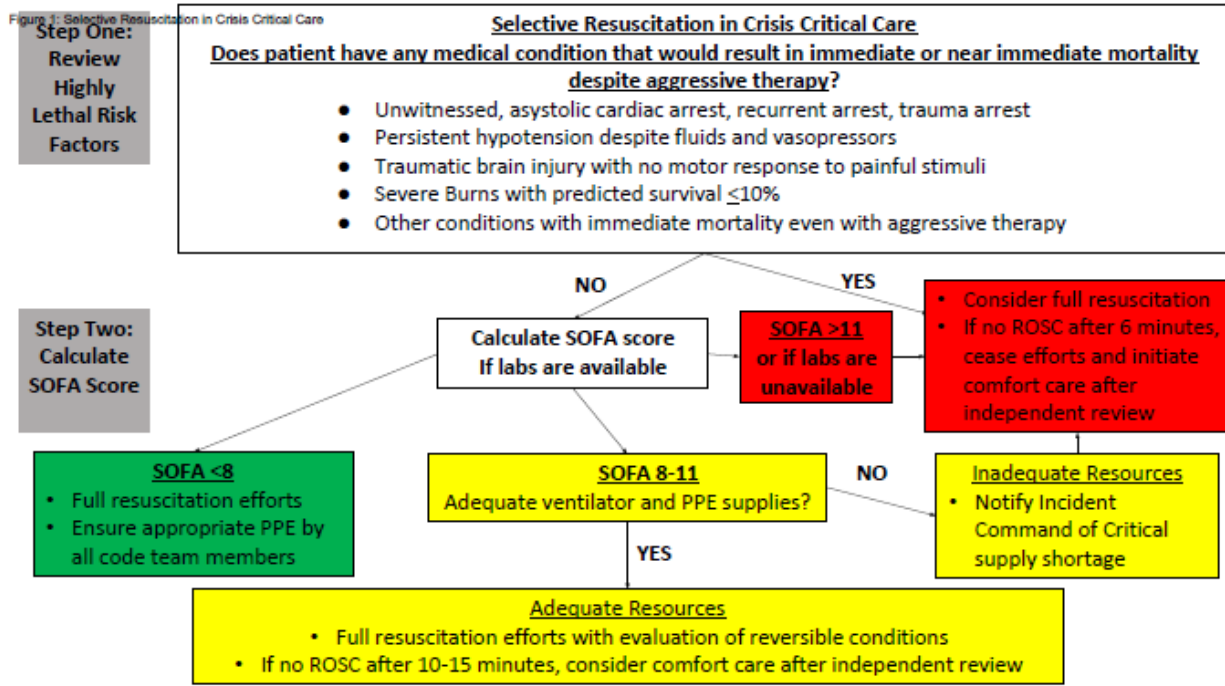 Figure 1: Selective Resuscitation in Crisis Critical Care
Step One:
Review
Highly
Lethal Risk
Factors
Selective Resuscitation in Crisis Critical Care
Does patient have any medical condition that would result in immediate or near immediate mortality
despite aggressive therapy?
● Unwitnessed, asystolic cardiac arrest, recurrent arrest, trauma arrest
● Persistent hypotension despite fluids and vasopressors
● Traumatic brain injury with no motor response to painful stimuli
● Severe Burns with predicted survival ≤10%
● Other conditions with immediate mortality even with aggressive therapy
NO
YES
Step Two:
Calculate
SOFA Score
Calculate SOFA score
If labs are available
SOFA >11
or if labs are
unavailable
• Consider full resuscitation
• If no ROSC after 6 minutes,
cease efforts and initiate
comfort care after
independent review
SOFA <8
• Full resuscitation efforts
• Ensure appropriate PPE by
all code team members
SOFA 8-11
Adequate ventilator and PPE supplies?
NO
Inadequate Resources
• Notify Incident
Command of Critical
supply shortage
YES
Adequate Resources
• Full resuscitation efforts with evaluation of reversible conditions
• If no ROSC after 10-15 minutes, consider comfort care after independent review